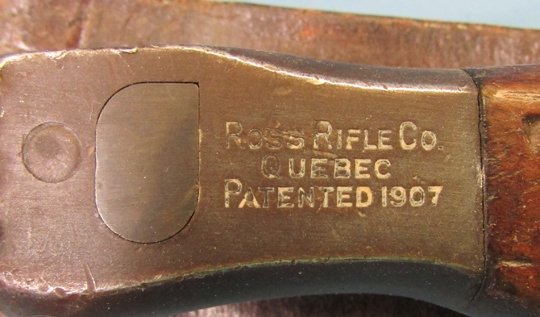 ROSS RIFLE CO.
QUEBEC
PATENTED 1907